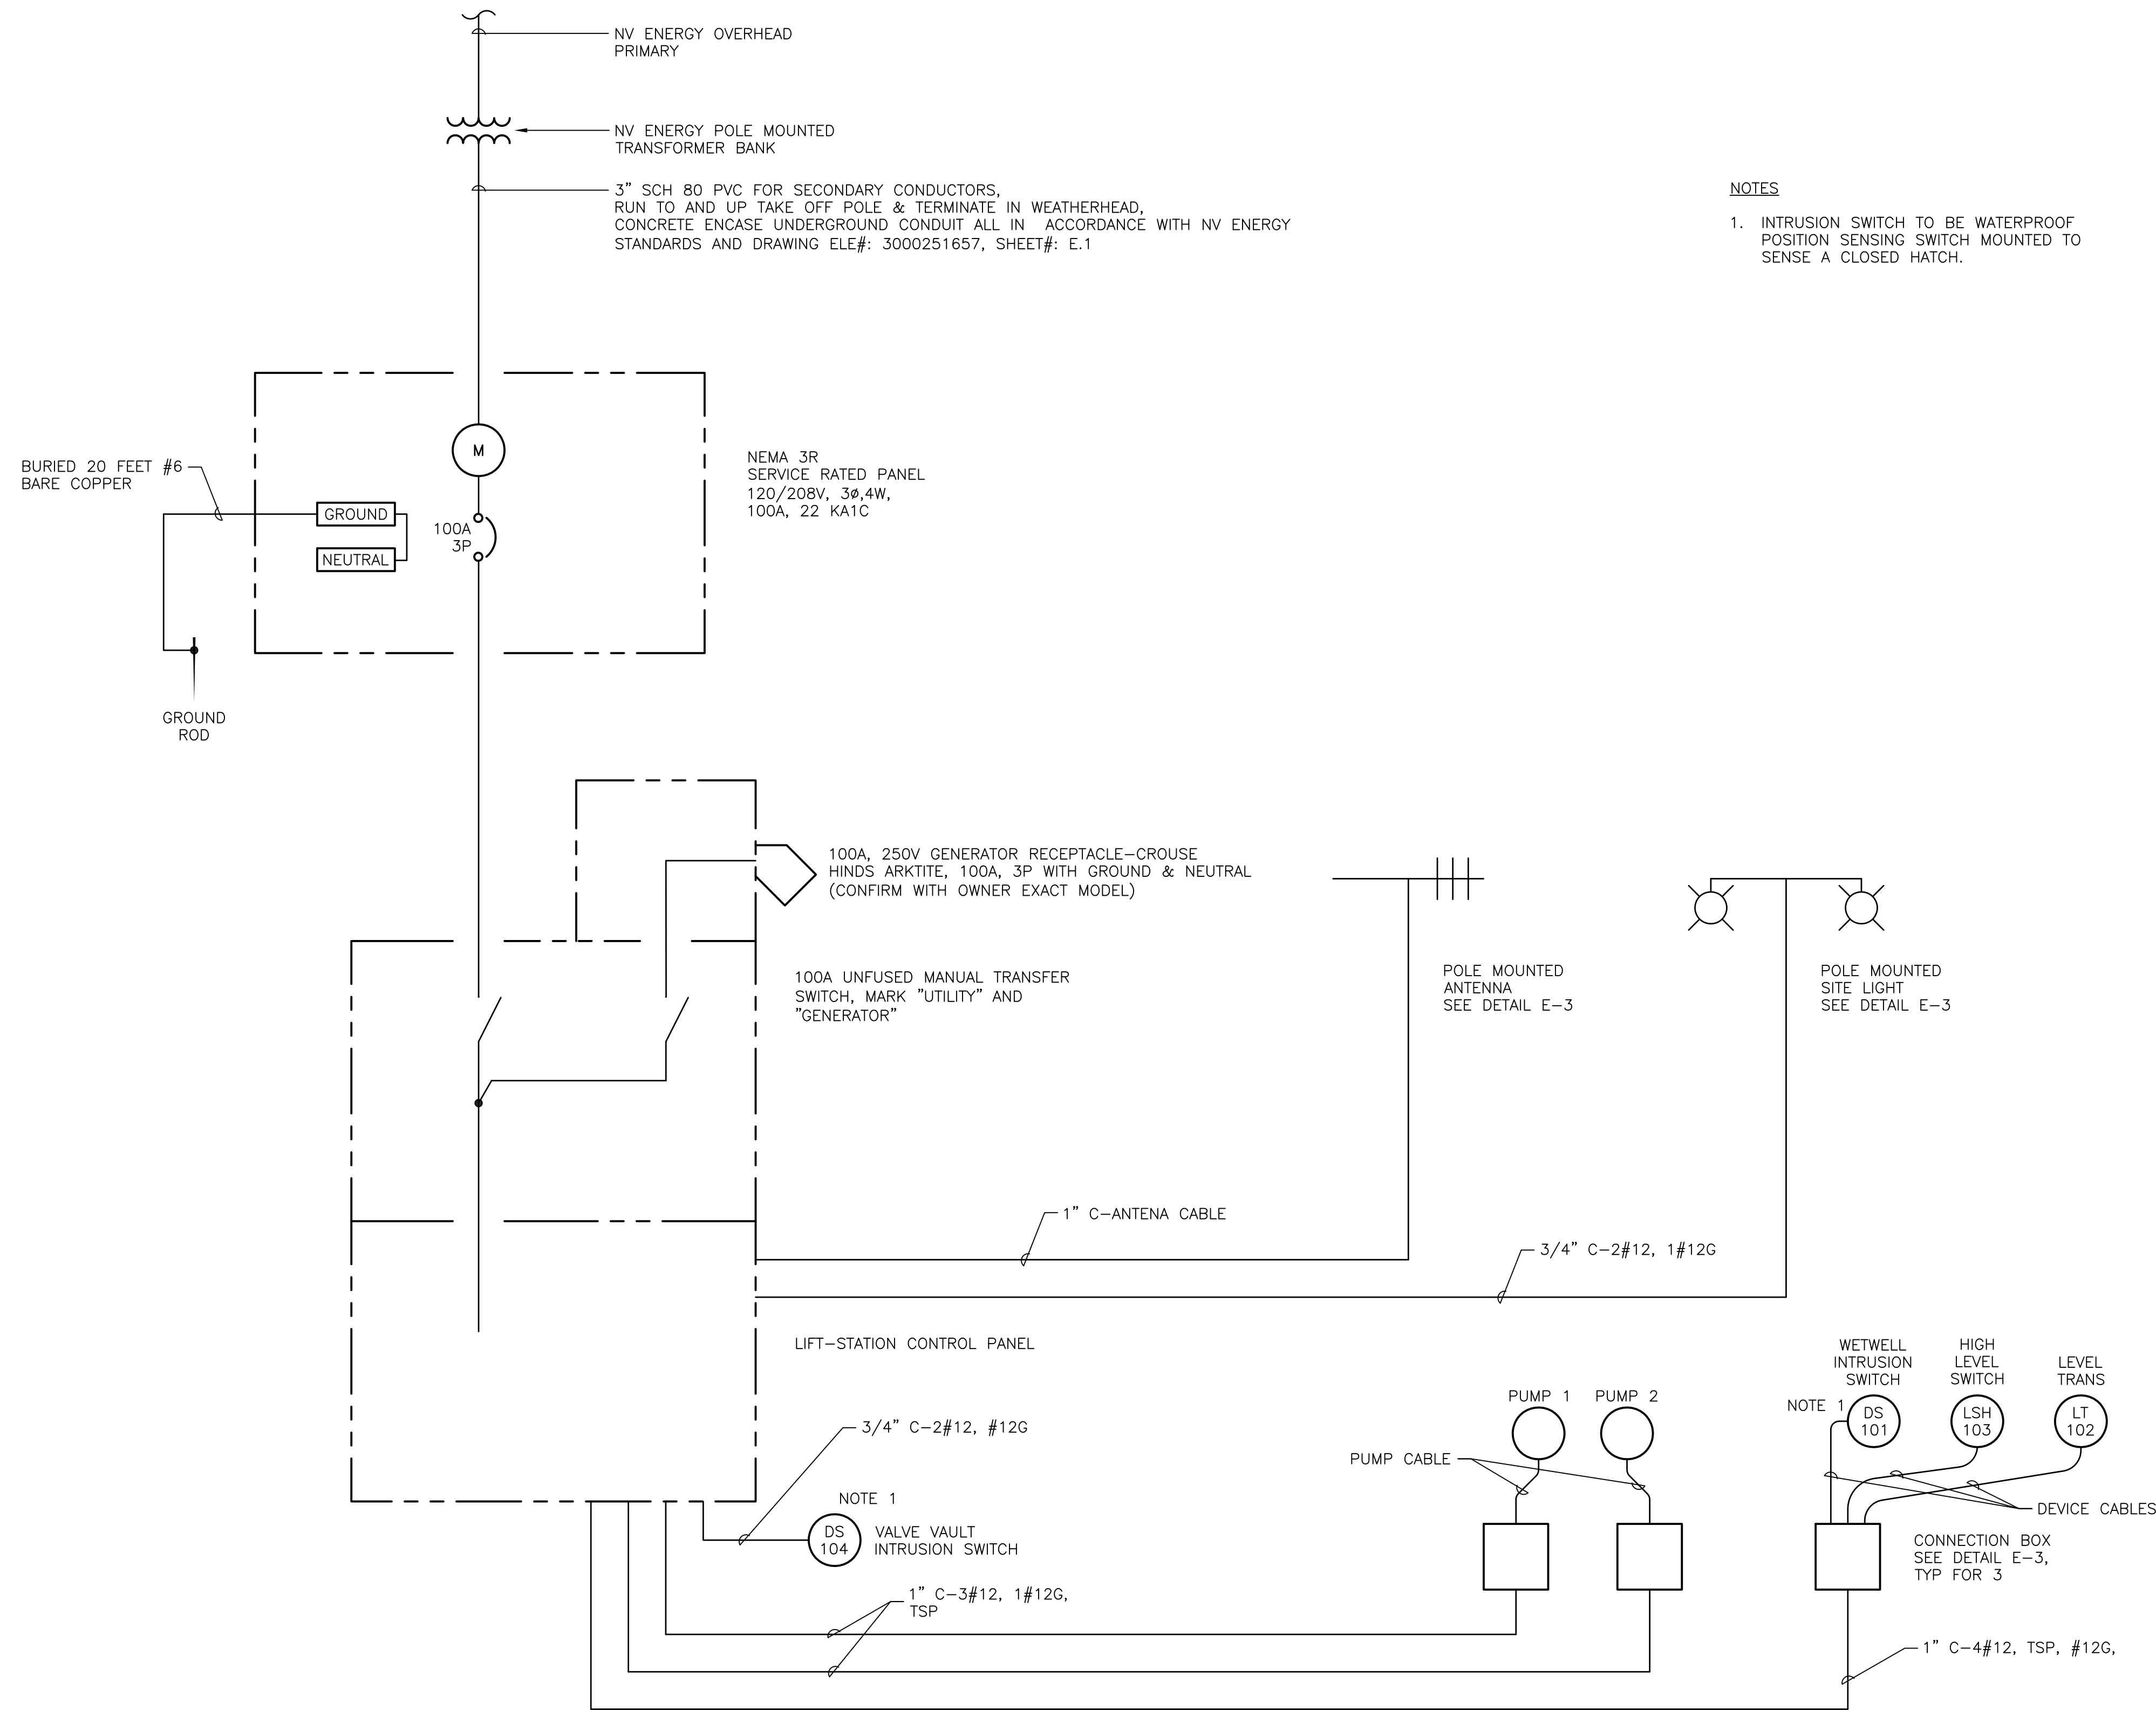 NV ENERGY OVERHEAD
PRIMARY
NV ENERGY POLE MOUNTED
TRANSFORMER BANK
3" SCH 80 PVC FOR SECONDARY CONDUCTORS,
RUN TO AND UP TAKE OFF POLE & TERMINATE IN WEATHERHEAD,
CONCRETE ENCASE UNDERGROUND CONDUIT ALL IN ACCORDANCE WITH NV ENERGY
STANDARDS AND DRAWING ELE#: 3000251657, SHEET#: E.1
NOTES
1. INTRUSION SWITCH TO BE WATERPROOF
POSITION SENSING SWITCH MOUNTED TO
SENSE A CLOSED HATCH.
BURIED 20 FEET #6
BARE COPPER
M
GROUND
NEUTRAL
100A
3P
NEMA 3R
SERVICE RATED PANEL
120/208V, 3ø,4W,
100A, 22 KA1C
GROUND
ROD
100A, 250V GENERATOR RECEPTACLE-CROUSE
HINDS ARKTITE, 100A, 3P WITH GROUND & NEUTRAL
(CONFIRM WITH OWNER EXACT MODEL)
100A UNFUSED MANUAL TRANSFER
SWITCH, MARK "UTILITY" AND
"GENERATOR"
POLE MOUNTED
ANTENNA
SEE DETAIL E-3
POLE MOUNTED
SITE LIGHT
SEE DETAIL E-3
1" C-ANTENA CABLE
3/4" C-2#12, 1#12G
LIFT-STATION CONTROL PANEL
3/4" C-2#12, #12G
NOTE 1
DS
104
VALVE VAULT
INTRUSION SWITCH
1" C-3#12, 1#12G,
TSP
PUMP 1
PUMP 2
PUMP CABLE
WETWELL
INTRUSION
SWITCH
NOTE 1
DS
101
HIGH
LEVEL
SWITCH
LSH
103
LEVEL
TRANS
LT
102
DEVICE CABLES
CONNECTION BOX
SEE DETAIL E-3,
TYP FOR 3
1" C-4#12, TSP, #12G,